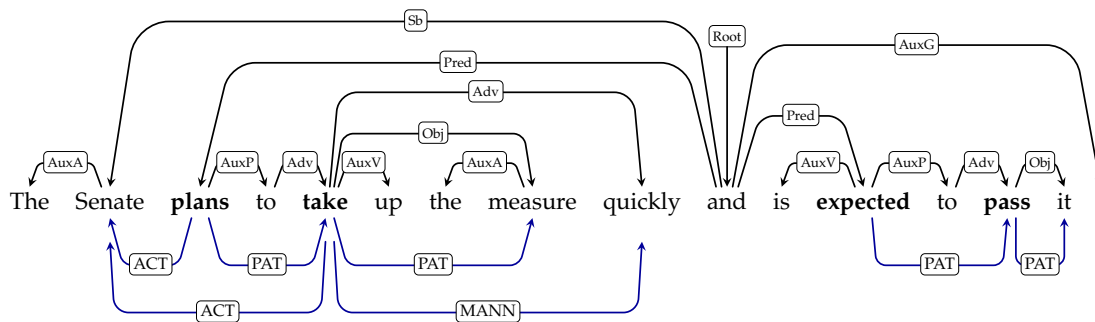 Sb
Root
AuxG
Pred
Adv
Pred
Obj
AuxA AuxP Adv AuxV AuxA AuxV AuxP Adv Obj
The Senate plans to take up the measure quickly and is expected to pass it
ACT PAT PAT PAT PAT
ACT MANN